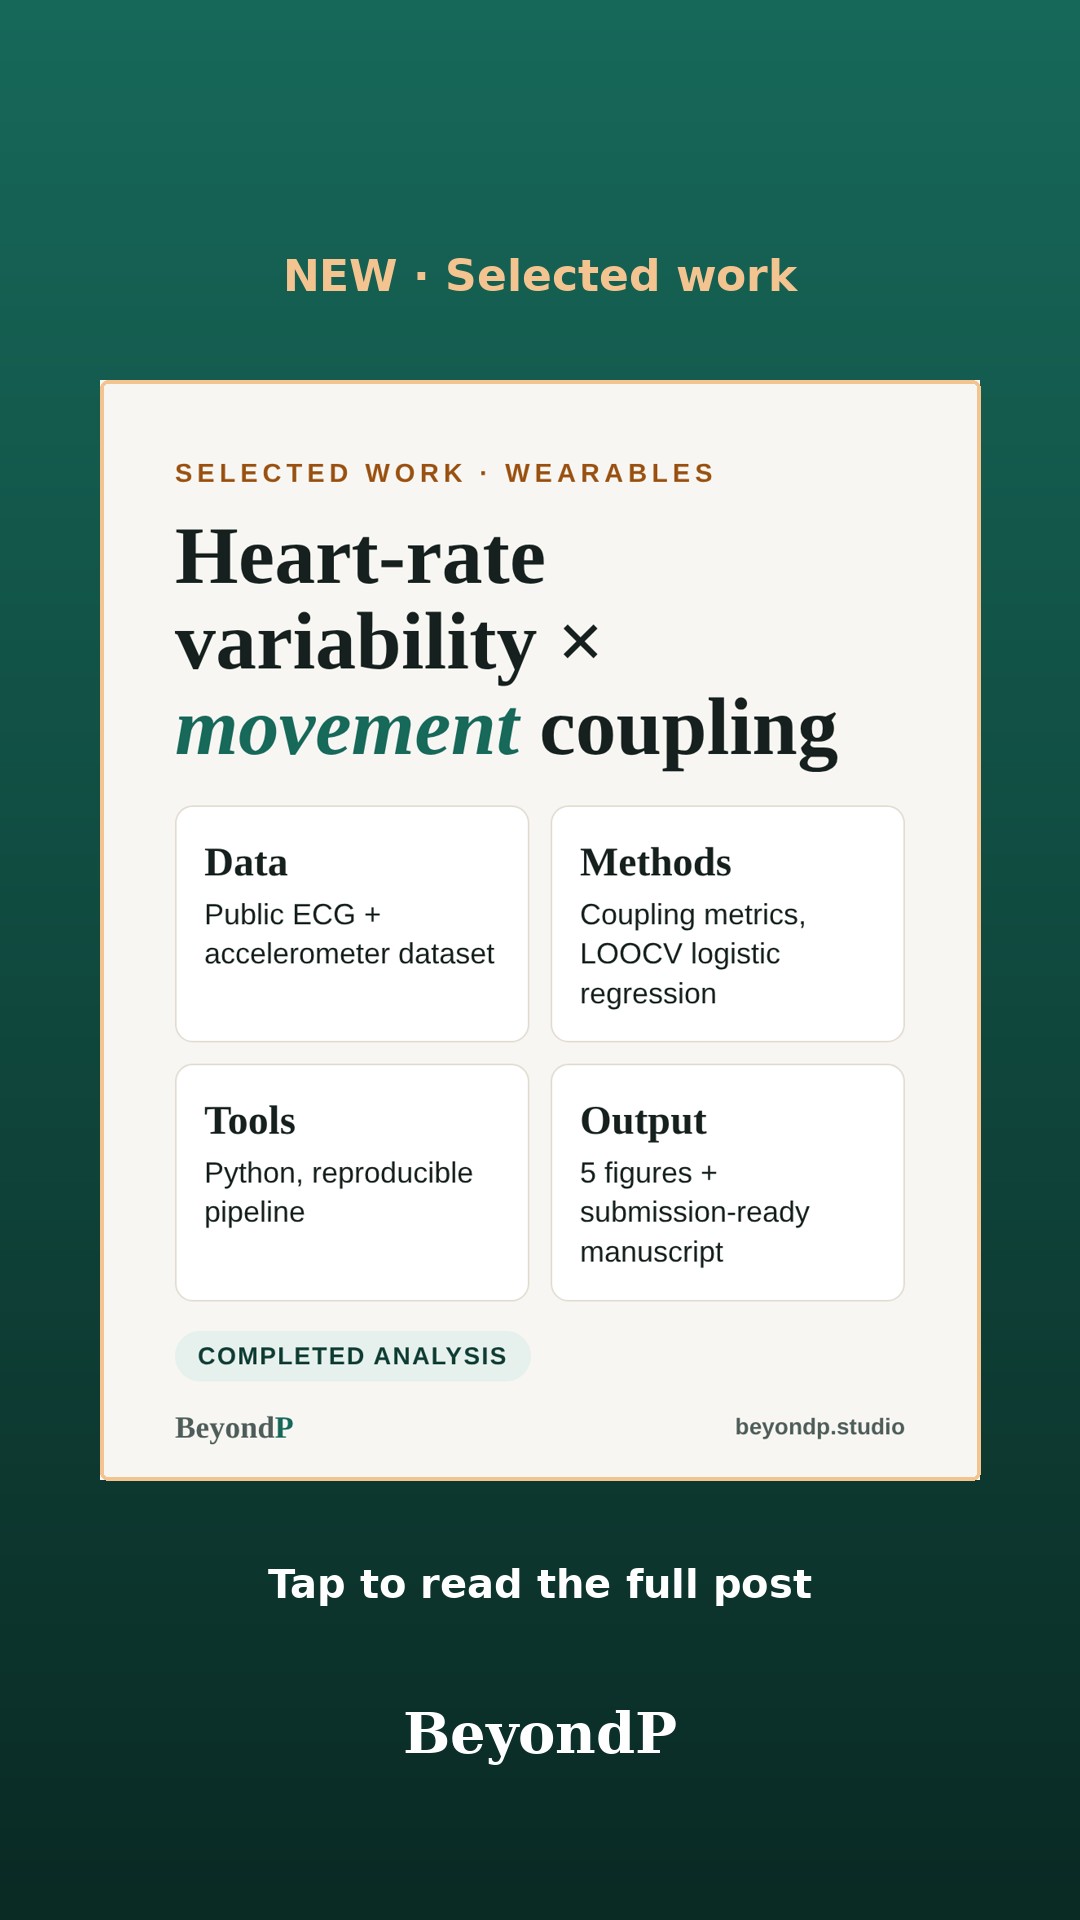 NEW · Selected work
SELECTED WORK · WEARABLES
Heart-rate
variability ×
movement coupling
Data
Public ECG +
accelerometer dataset
Methods
Coupling metrics,
LOOCV logistic
regression
Tools
Python, reproducible
pipeline
Output
5 figures +
submission-ready
manuscript
COMPLETED ANALYSIS
BeyondP
beyondp.studio
Tap to read the full post
BeyondP